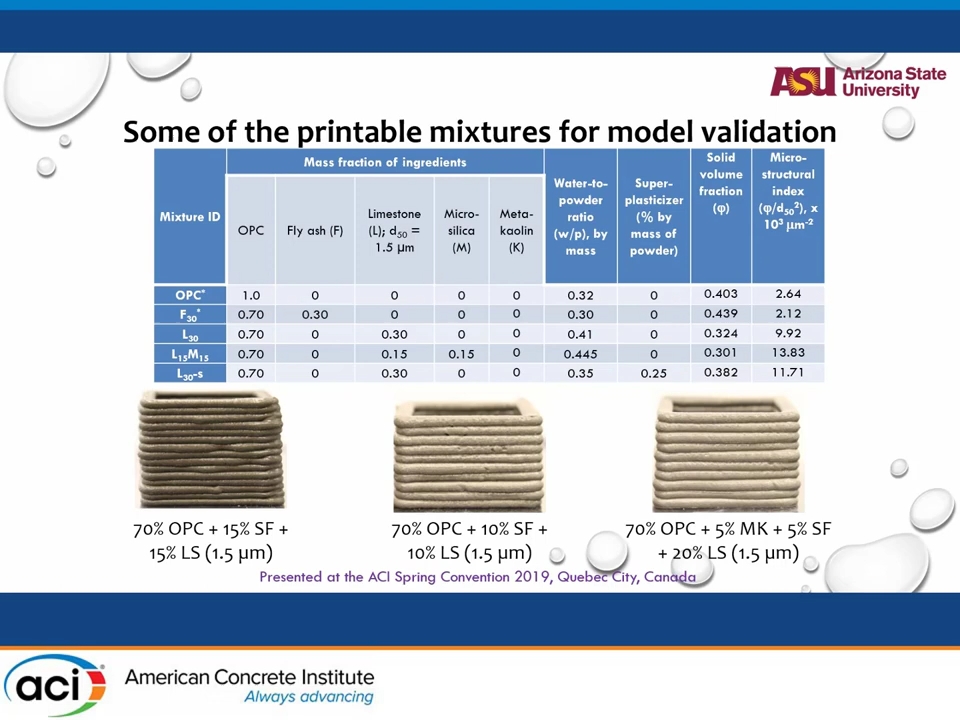 ASU Arizona State
University
Some of the printable mixtures for model validation
Mixture ID
Mass fraction of ingredients
OPC
Fly ash (F)
Limestone
(L); d50 =
1.5 µm
Micro-
silica
(M)
Meta-
kaolin
(K)
Water-to-
powder
ratio
(w/p), by
mass
Super-
plasticizer
(% by
mass of
powder)
Solid
volume
fraction
(φ)
Micro-
structural
index
(φ/d50²), x
10³ µm-²
OPC* 1.0 0 0 0 0 0.32 0 0.403 2.64
F30* 0.70 0.30 0 0 0 0.30 0 0.439 2.12
L30 0.70 0 0.30 0 0 0.41 0 0.324 9.92
L15M15 0.70 0 0.15 0.15 0 0.445 0 0.301 13.83
L30-s 0.70 0 0.30 0 0 0.35 0.25 0.382 11.71
70% OPC + 15% SF +
15% LS (1.5 µm)
70% OPC + 10% SF +
10% LS (1.5 µm)
70% OPC + 5% MK + 5% SF
+ 20% LS (1.5 µm)
Presented at the ACI Spring Convention 2019, Quebec City, Canada
aci American Concrete Institute
Always advancing